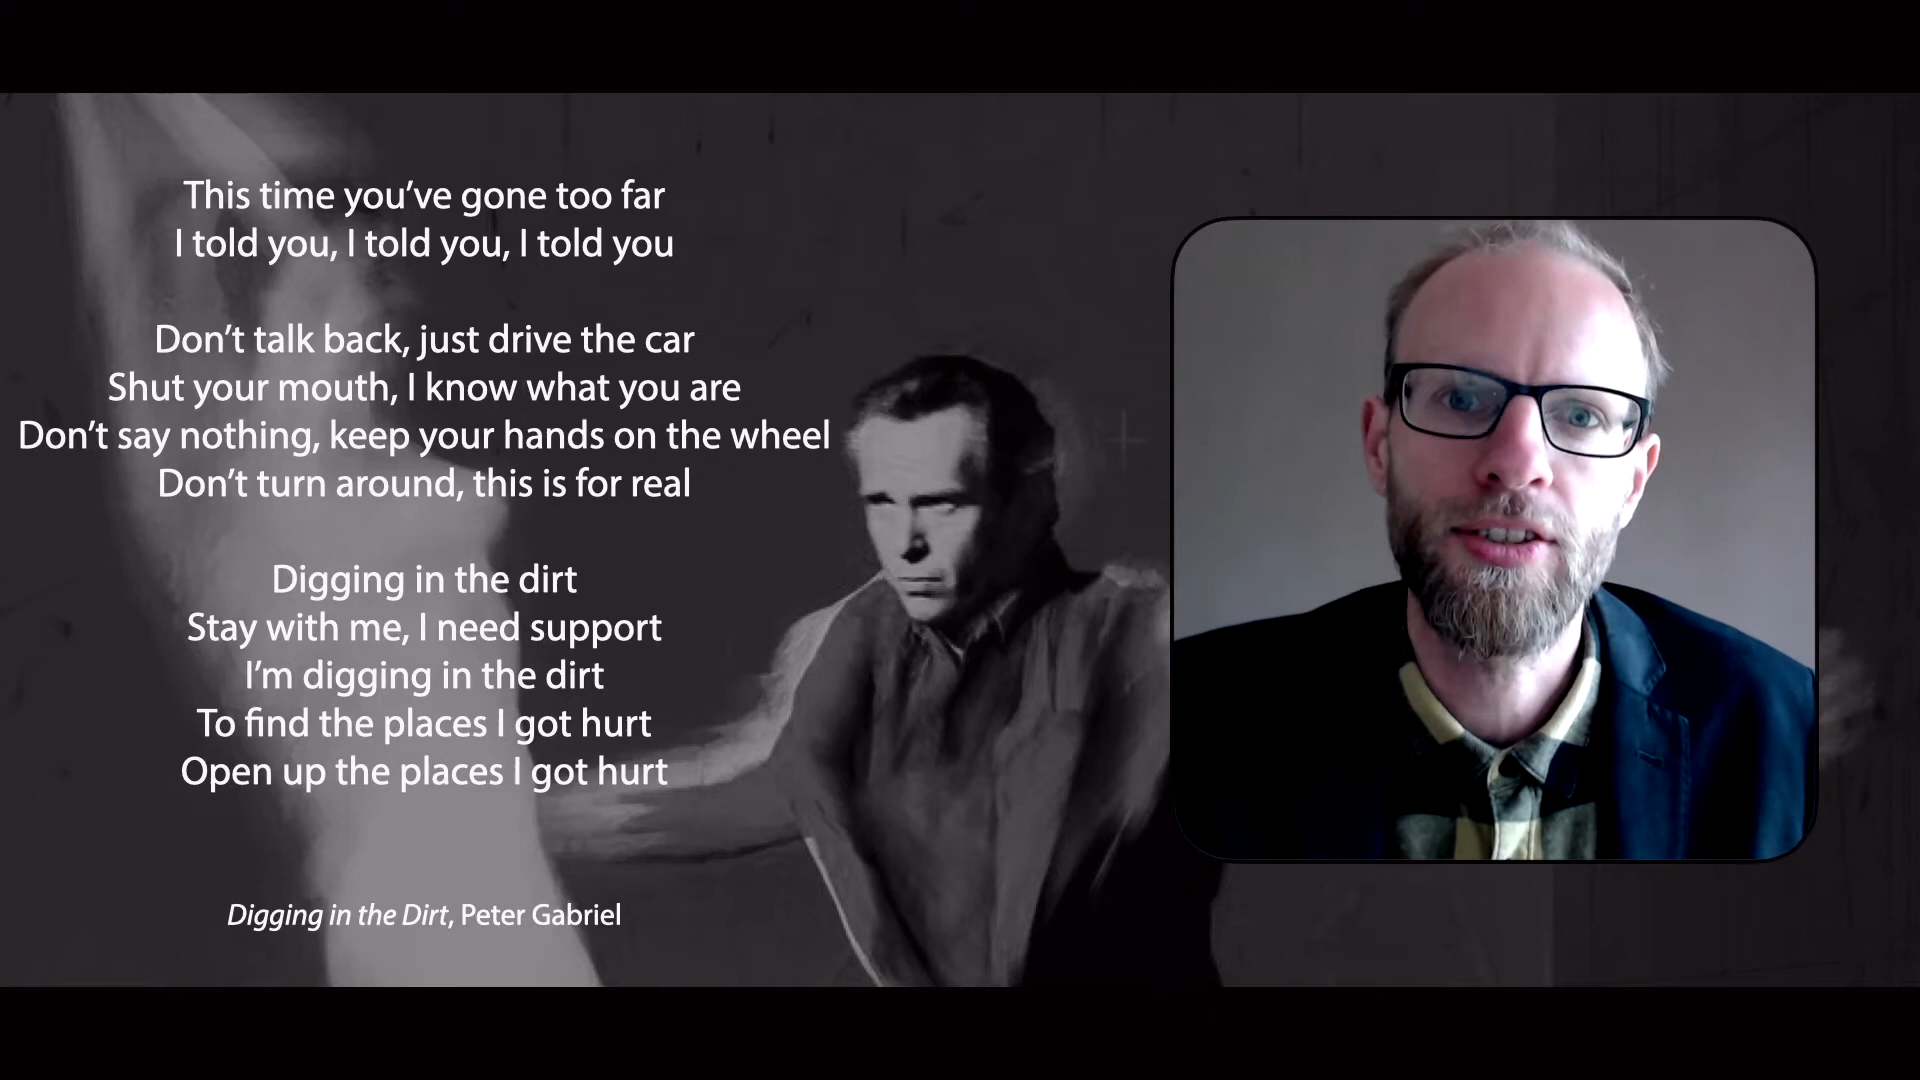 This time you’ve gone too far
I told you, I told you, I told you
Don’t talk back, just drive the car
Shut your mouth, I know what you are
Don’t say nothing, keep your hands on the wheel
Don’t turn around, this is for real
Digging in the dirt
Stay with me, I need support
I’m digging in the dirt
To find the places I got hurt
Open up the places I got hurt
Digging in the Dirt, Peter Gabriel